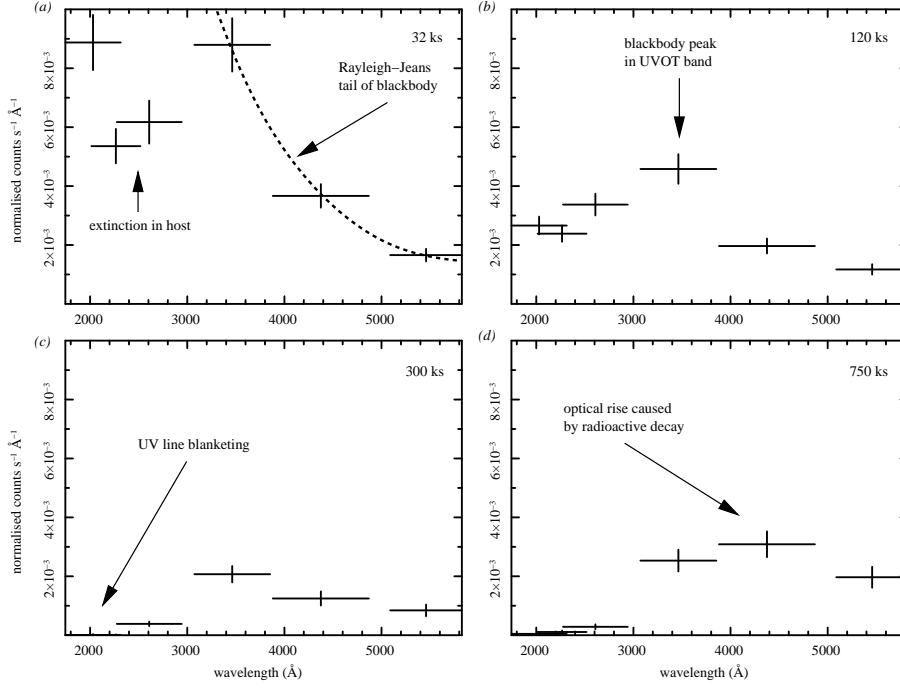 (a)
32 ks
Rayleigh−Jeans
tail of blackbody
extinction in host
normalised counts s⁻¹ Å⁻¹
2×10⁻³
4×10⁻³
6×10⁻³
8×10⁻³
2000 3000 4000 5000
(b)
120 ks
blackbody peak
in UVOT band
2×10⁻³
4×10⁻³
6×10⁻³
8×10⁻³
2000 3000 4000 5000
(c)
300 ks
UV line blanketing
normalised counts s⁻¹ Å⁻¹
2×10⁻³
4×10⁻³
6×10⁻³
8×10⁻³
2000 3000 4000 5000
wavelength (Å)
(d)
750 ks
optical rise caused
by radioactive decay
2×10⁻³
4×10⁻³
6×10⁻³
8×10⁻³
2000 3000 4000 5000
wavelength (Å)